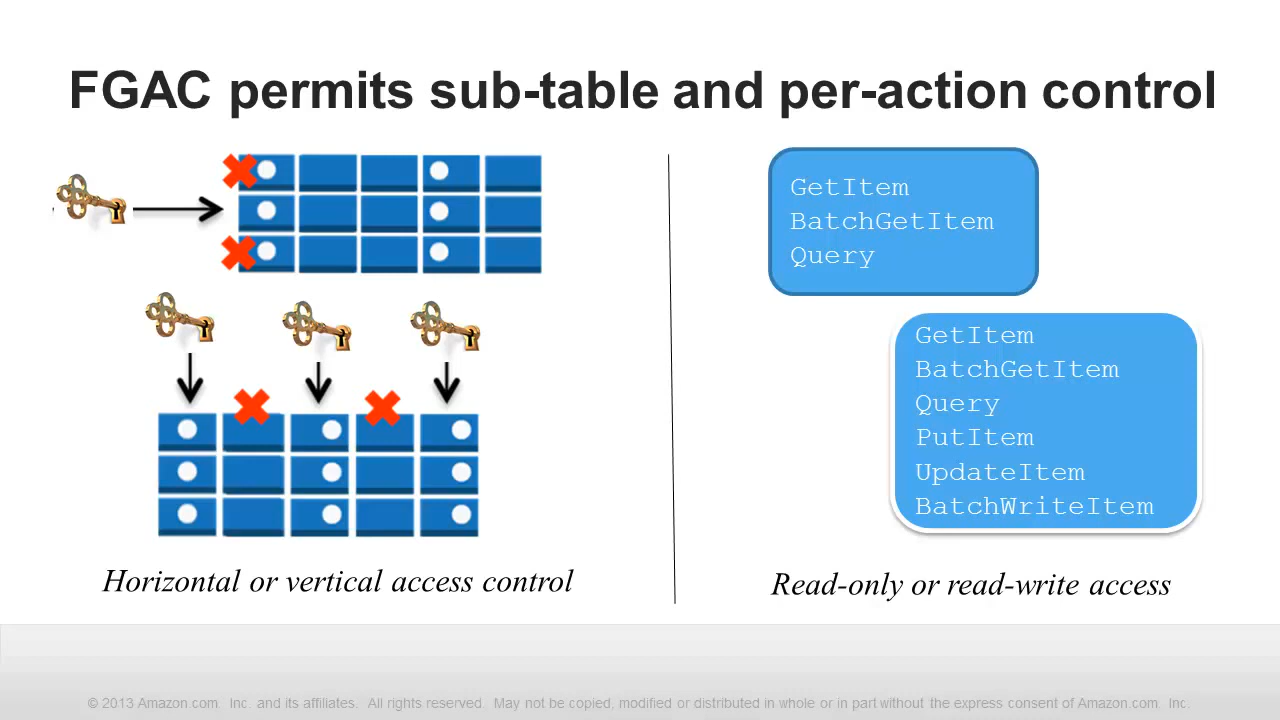 FGAC permits sub-table and per-action control
GetItem
BatchGetItem
Query
GetItem
BatchGetItem
Query
PutItem
UpdateItem
BatchWriteItem
Horizontal or vertical access control
Read-only or read-write access
© 2013 Amazon.com. Inc. and its affiliates. All rights reserved. May not be copied, modified or distributed in whole or in part without the express consent of Amazon.com. Inc.